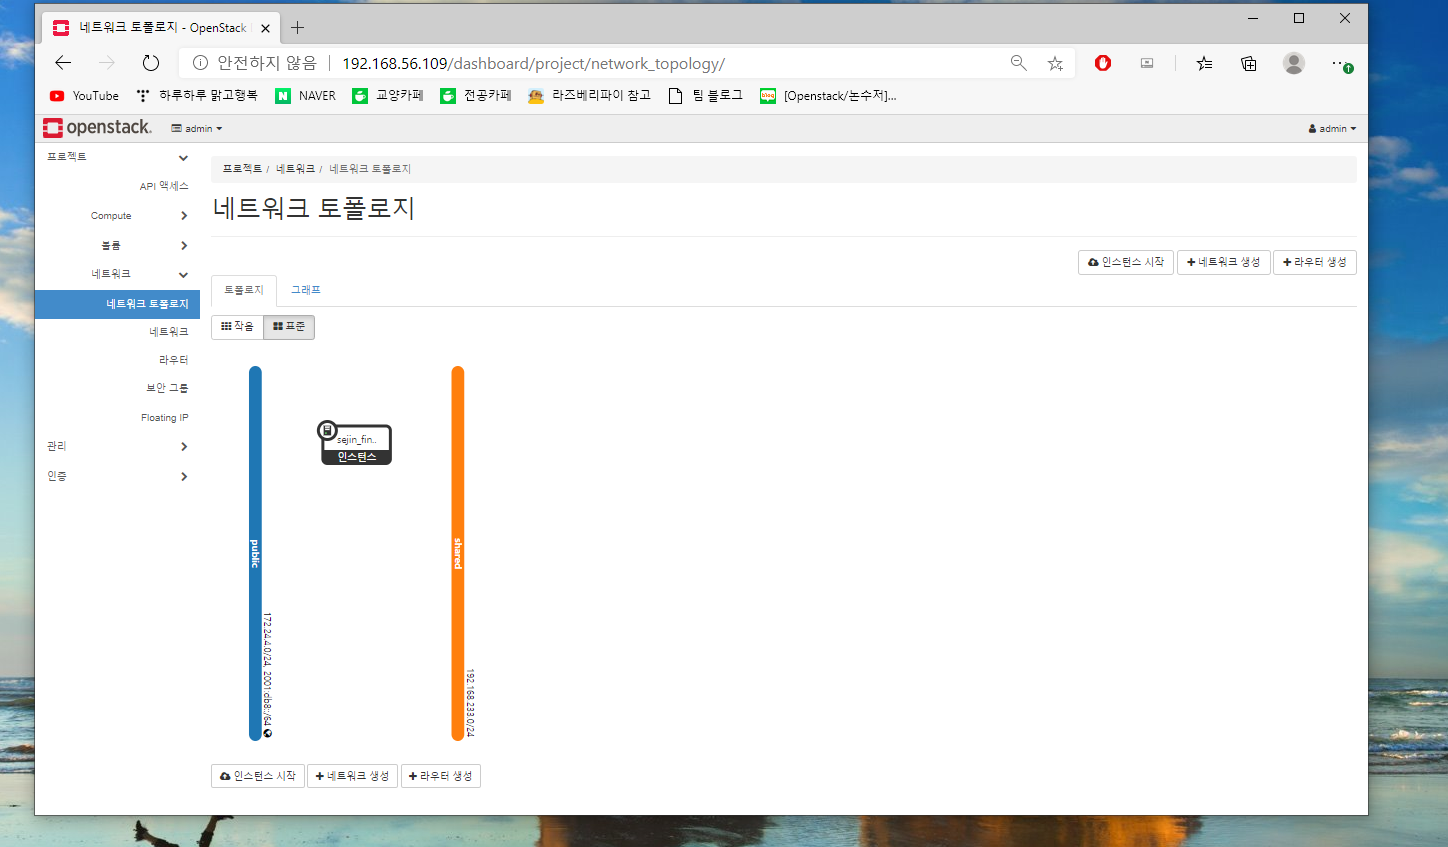 네트워크 토폴로지 - OpenStack
안전하지 않음 | 192.168.56.109/dashboard/project/network_topology/
YouTube 하루하루 맑고행복 NAVER 교양카페 전공카페 라즈베리파이 참고 팀 블로그 [Openstack/논수저]...
openstack. admin admin
프로젝트
API 액세스
Compute
볼륨
네트워크
네트워크 토폴로지
네트워크
라우터
보안 그룹
Floating IP
관리
인증
프로젝트 / 네트워크 / 네트워크 토폴로지
네트워크 토폴로지
인스턴스 시작 +네트워크 생성 +라우터 생성
토폴로지 그래프
작음 표준
sejin_fin..
인스턴스
public
172.24.4.0/24, 2001:db8::/64
shared
192.168.233.0/24
인스턴스 시작 +네트워크 생성 +라우터 생성